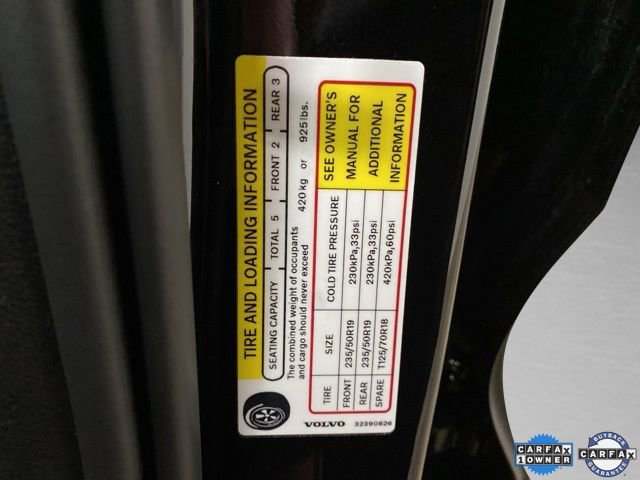 TIRE AND LOADING INFORMATION
SEATING CAPACITY TOTAL 5 FRONT 2 REAR 3
The combined weight of occupants
and cargo should never exceed 420kg or 925lbs.
TIRE SIZE COLD TIRE PRESSURE SEE OWNER'S
FRONT 235/50R19 230kPa,33psi MANUAL FOR
REAR 235/50R19 230kPa,33psi ADDITIONAL
SPARE T125/70R18 420kPa,60psi INFORMATION
VOLVO 32390626
CARFAX
1 OWNER
BUYBACK
CARFAX
GUARANTEE